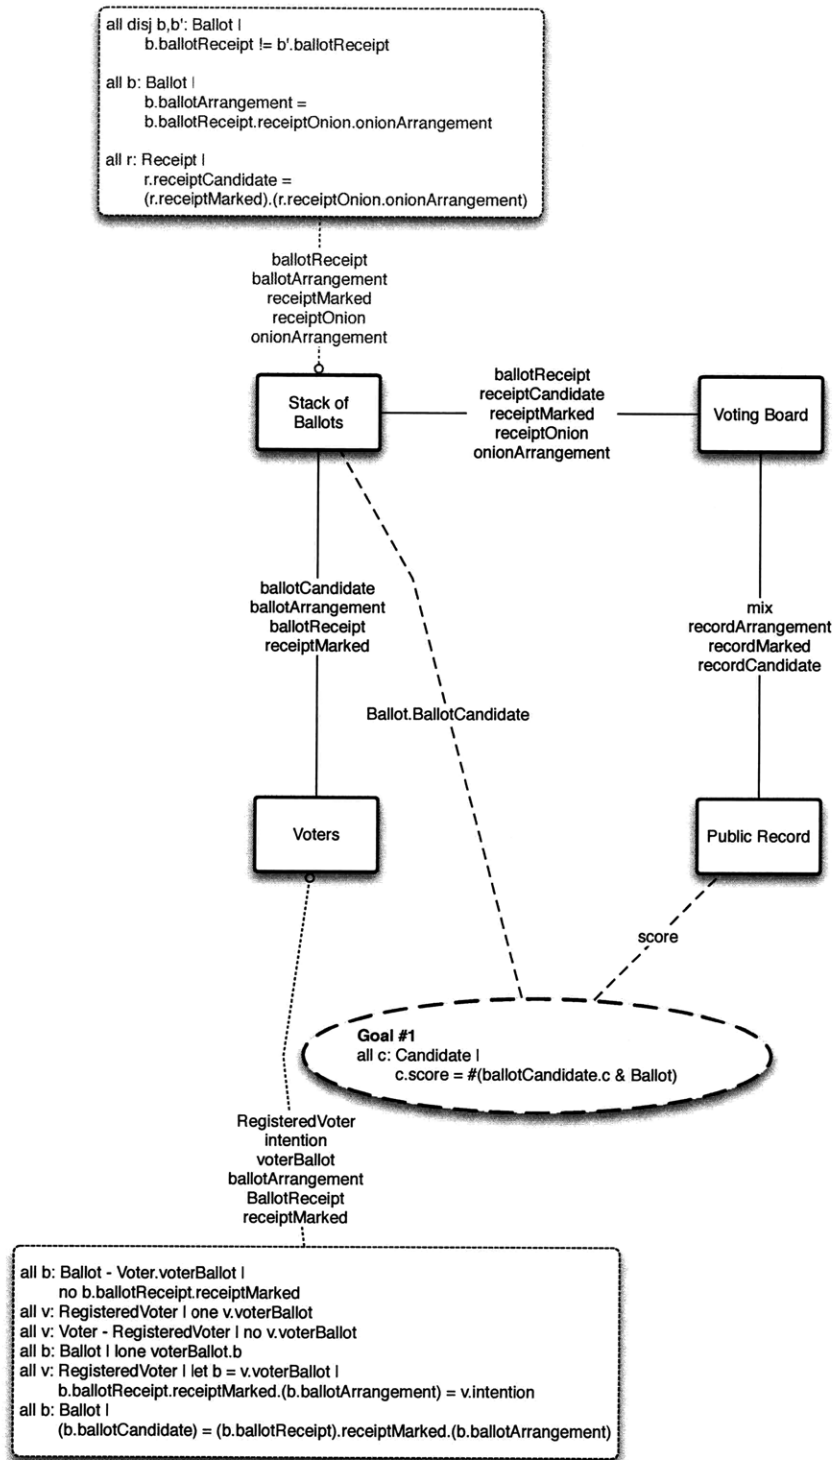 all disj b,b': Ballot |
b.ballotReceipt != b'.ballotReceipt
all b: Ballot |
b.ballotArrangement =
b.ballotReceipt.receiptOnion.onionArrangement
all r: Receipt |
r.receiptCandidate =
(r.receiptMarked).(r.receiptOnion.onionArrangement)
ballotReceipt
ballotArrangement
receiptMarked
receiptOnion
onionArrangement
Stack of
Ballots
ballotReceipt
receiptCandidate
receiptMarked
receiptOnion
onionArrangement
Voting Board
ballotCandidate
ballotArrangement
ballotReceipt
receiptMarked
mix
recordArrangement
recordMarked
recordCandidate
Ballot.BallotCandidate
Voters
Public Record
score
Goal #1
all c: Candidate |
c.score = #(ballotCandidate.c & Ballot)
RegisteredVoter
intention
voterBallot
ballotArrangement
BallotReceipt
receiptMarked
all b: Ballot - Voter.voterBallot |
no b.ballotReceipt.receiptMarked
all v: RegisteredVoter | one v.voterBallot
all v: Voter - RegisteredVoter | no v.voterBallot
all b: Ballot | lone voterBallot.b
all v: RegisteredVoter | let b = v.voterBallot |
b.ballotReceipt.receiptMarked.(b.ballotArrangement) = v.intention
all b: Ballot |
(b.ballotCandidate) = (b.ballotReceipt).receiptMarked.(b.ballotArrangement)